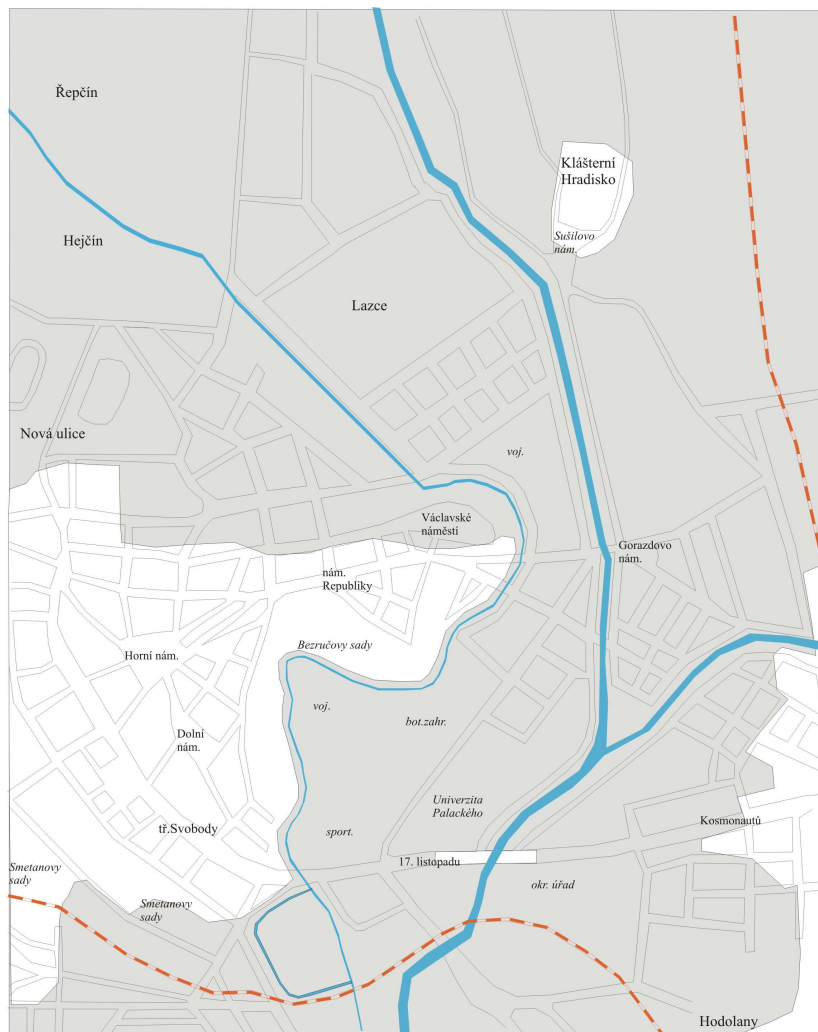 Řepčín
Klášterní
Hradisko
Sušilovo
nám.
Hejčín
Lazce
Nová ulice
voj.
Václavské
náměstí
Gorazdovo
nám.
nám.
Republiky
Bezručovy sady
Horní nám.
voj.
bot.zahr.
Dolní
nám.
Univerzita
Palackého
tř.Svobody
sport.
Kosmonautů
17. listopadu
Smetanovy
sady
okr. úřad
Smetanovy
sady
Hodolany